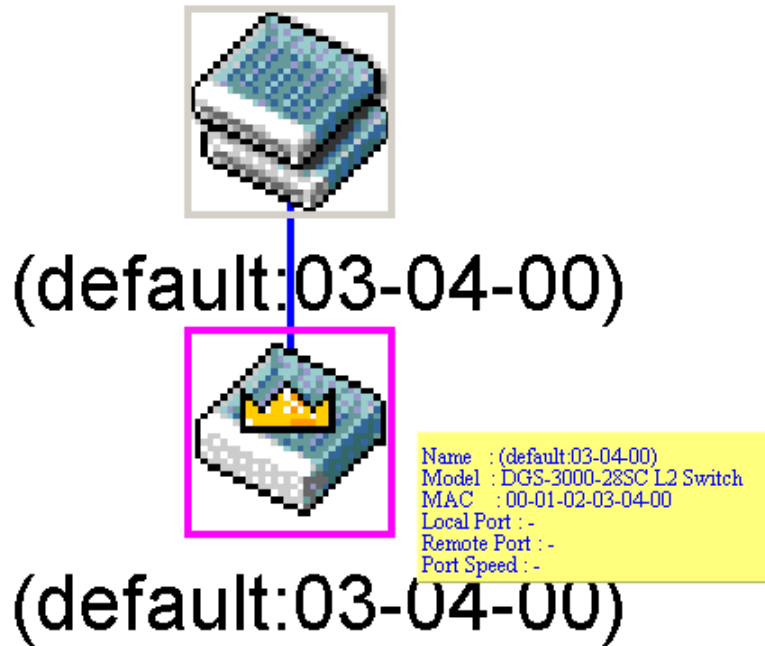 (default:03-04-00)
Name : (default:03-04-00)
Model : DGS-3000-28SC L2 Switch
MAC : 00-01-02-03-04-00
Local Port : -
Remote Port : -
Port Speed : -
(default:03-04-00)